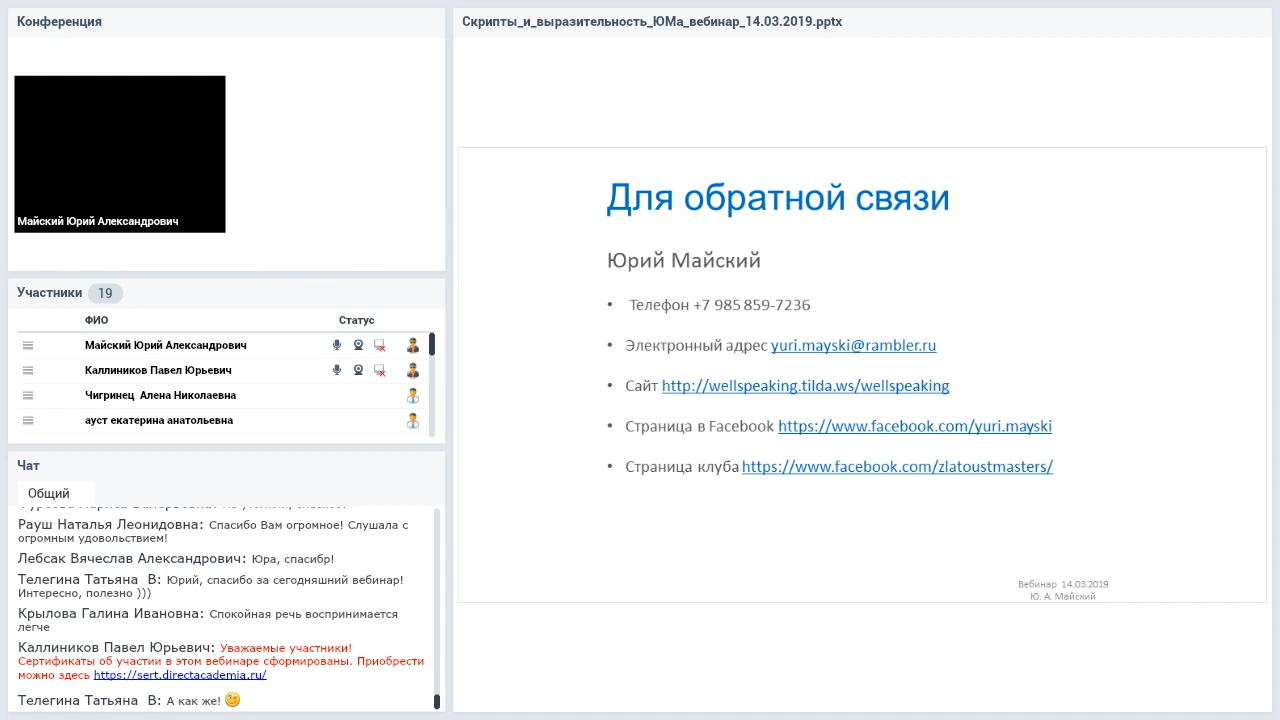 Конференция
Майский Юрий Александрович
Участники 19
ФИО Статус
Майский Юрий Александрович
Каллиников Павел Юрьевич
Чигринец Алена Николаевна
ауст екатерина анатольевна
Чат
Общий
Рауш Наталья Леонидовна: Спасибо Вам огромное! Слушала с
огромным удовольствием!
Лебсак Вячеслав Александрович: Юра, спасибр!
Телегина Татьяна В: Юрий, спасибо за сегодняшний вебинар!
Интересно, полезно )))
Крылова Галина Ивановна: Спокойная речь воспринимается
легче
Каллиников Павел Юрьевич: Уважаемые участники!
Сертификаты об участии в этом вебинаре сформированы. Приобрести
можно здесь https://sert.directacademia.ru/
Телегина Татьяна В: А как же!
Скрипты_и_выразительность_ЮМа_вебинар_14.03.2019.pptx
Для обратной связи
Юрий Майский
• Телефон +7 985 859-7236
• Электронный адрес yuri.mayski@rambler.ru
• Сайт http://wellspeaking.tilda.ws/wellspeaking
• Страница в Facebook https://www.facebook.com/yuri.mayski
• Страница клуба https://www.facebook.com/zlatoustmasters/
Вебинар 14.03.2019
Ю. А. Майский